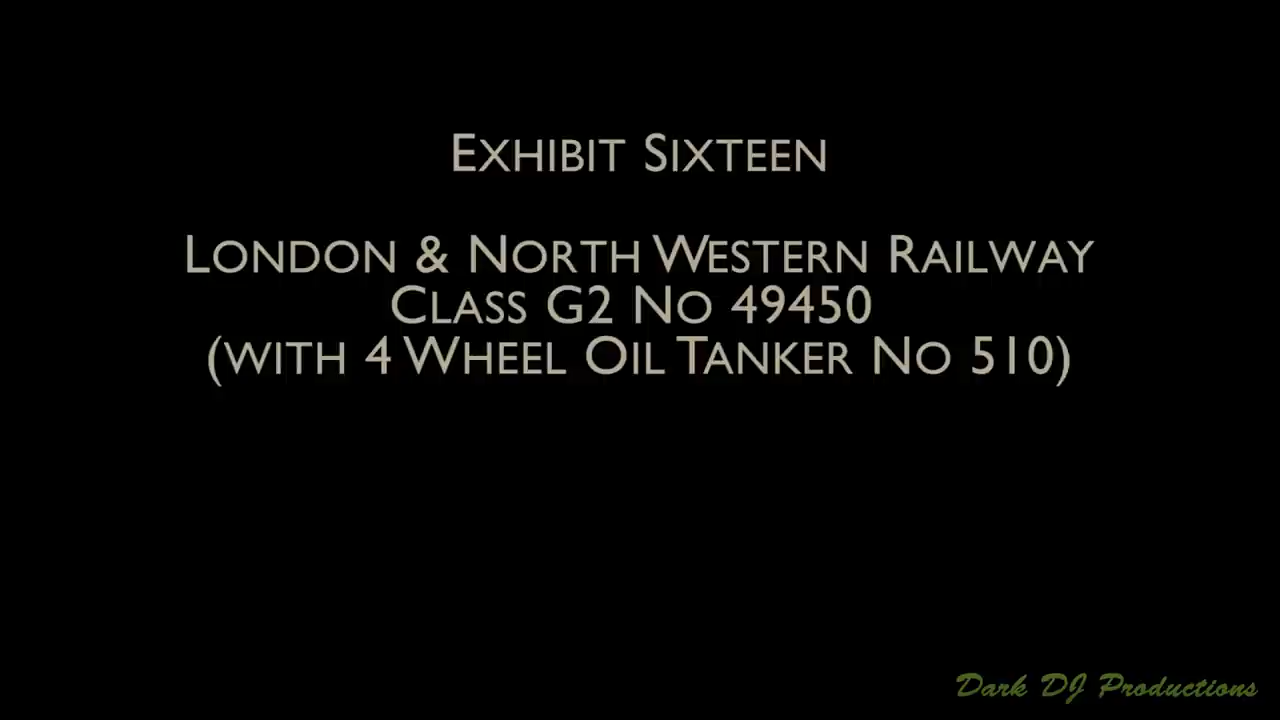 EXHIBIT SIXTEEN
LONDON & NORTH WESTERN RAILWAY
CLASS G2 NO 49450
(WITH 4 WHEEL OIL TANKER NO 510)
Dark DJ Productions